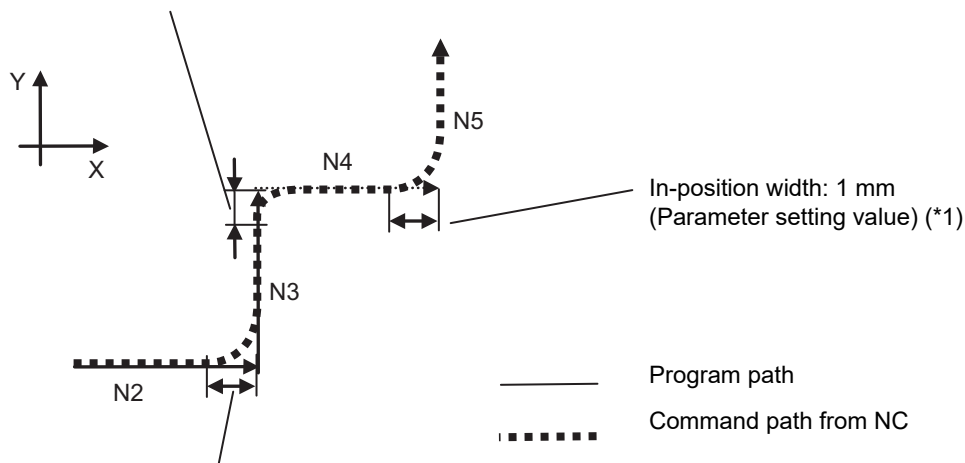 Y
X
N5
N4
In-position width: 1 mm
(Parameter setting value) (*1)
N3
N2
Program path
Command path from NC